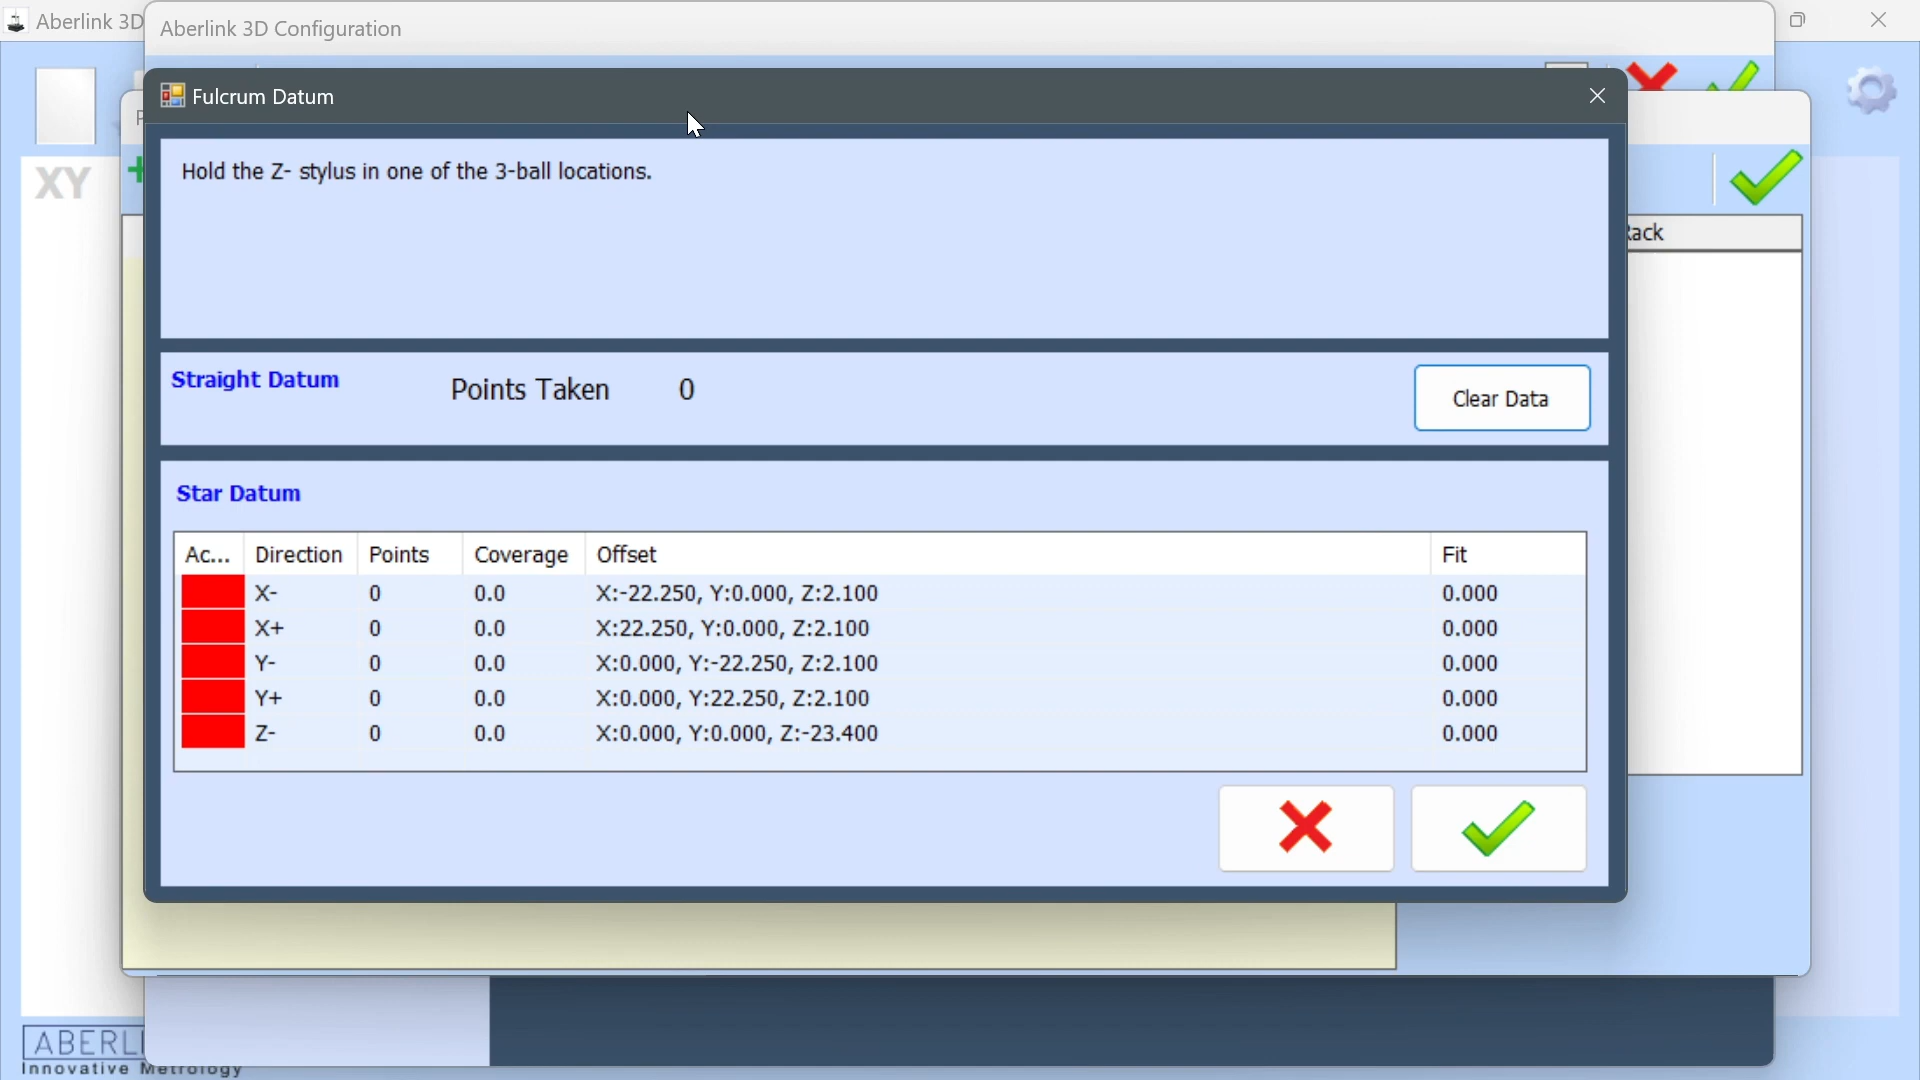 Aberlink 3D
Aberlink 3D Configuration
Fulcrum Datum
XY
Hold the Z- stylus in one of the 3-ball locations.
Rack
Straight Datum Points Taken 0 Clear Data
Star Datum
Ac... Direction Points Coverage Offset Fit
X- 0 0.0 X:-22.250, Y:0.000, Z:2.100 0.000
X+ 0 0.0 X:22.250, Y:0.000, Z:2.100 0.000
Y- 0 0.0 X:0.000, Y:-22.250, Z:2.100 0.000
Y+ 0 0.0 X:0.000, Y:22.250, Z:2.100 0.000
Z- 0 0.0 X:0.000, Y:0.000, Z:-23.400 0.000
ABERLI
Innovative Metrology